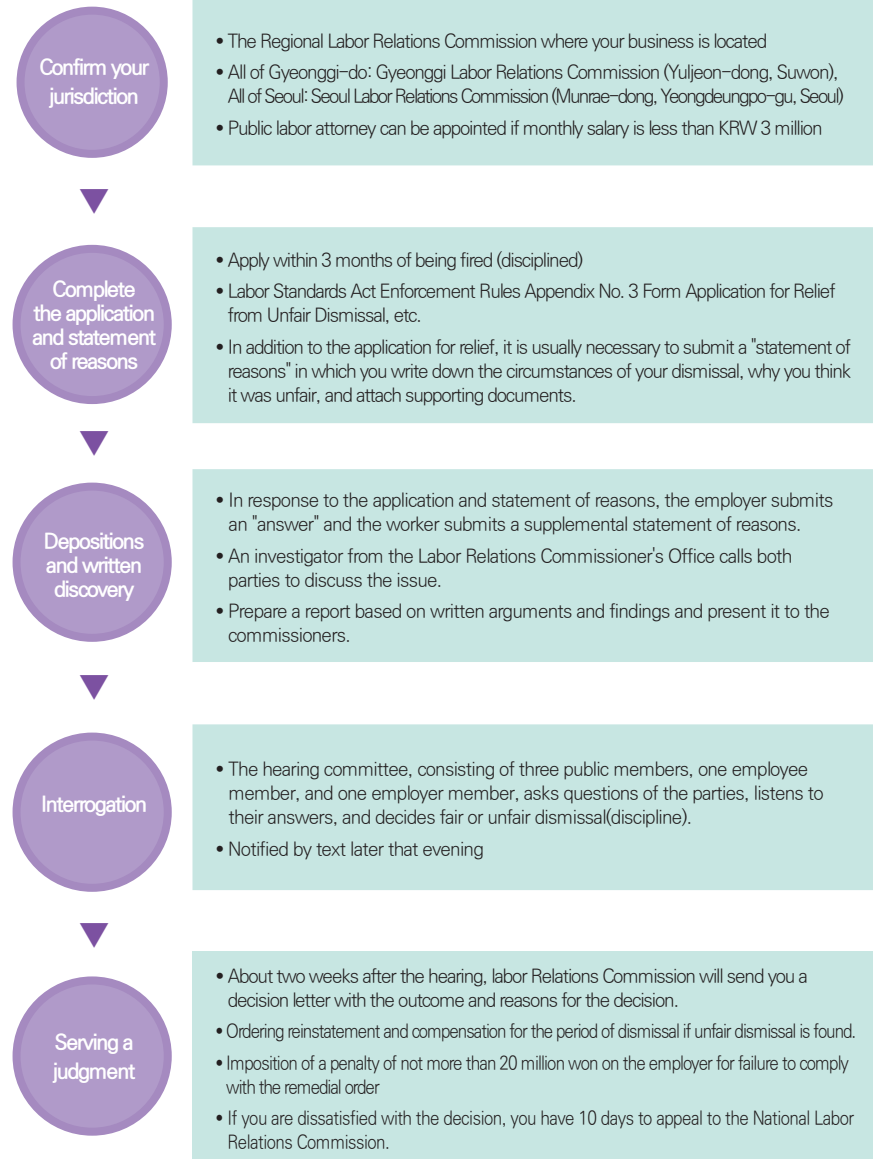 Confirm your
jurisdiction
• The Regional Labor Relations Commission where your business is located
• All of Gyeonggi-do: Gyeonggi Labor Relations Commission (Yuljeon-dong, Suwon),
All of Seoul: Seoul Labor Relations Commission (Munrae-dong, Yeongdeungpo-gu, Seoul)
• Public labor attorney can be appointed if monthly salary is less than KRW 3 million
Complete
the application
and statement
of reasons
• Apply within 3 months of being fired (disciplined)
• Labor Standards Act Enforcement Rules Appendix No. 3 Form Application for Relief
from Unfair Dismissal, etc.
• In addition to the application for relief, it is usually necessary to submit a "statement of
reasons" in which you write down the circumstances of your dismissal, why you think
it was unfair, and attach supporting documents.
Depositions
and written
discovery
• In response to the application and statement of reasons, the employer submits
an "answer" and the worker submits a supplemental statement of reasons.
• An investigator from the Labor Relations Commissioner's Office calls both
parties to discuss the issue.
• Prepare a report based on written arguments and findings and present it to the
commissioners.
Interrogation
• The hearing committee, consisting of three public members, one employee
member, and one employer member, asks questions of the parties, listens to
their answers, and decides fair or unfair dismissal(discipline).
• Notified by text later that evening
Serving a
judgment
• About two weeks after the hearing, labor Relations Commission will send you a
decision letter with the outcome and reasons for the decision.
• Ordering reinstatement and compensation for the period of dismissal if unfair dismissal is found.
• Imposition of a penalty of not more than 20 million won on the employer for failure to comply
with the remedial order
• If you are dissatisfied with the decision, you have 10 days to appeal to the National Labor
Relations Commission.